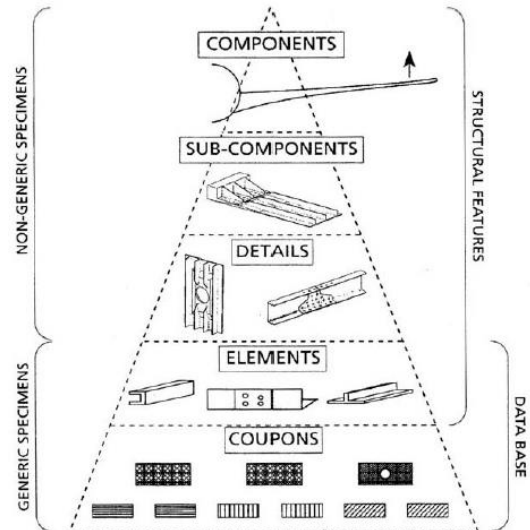 COMPONENTS
SUB-COMPONENTS
DETAILS
ELEMENTS
COUPONS
NON-GENERIC SPECIMENS
GENERIC SPECIMENS
STRUCTURAL FEATURES
DATA BASE